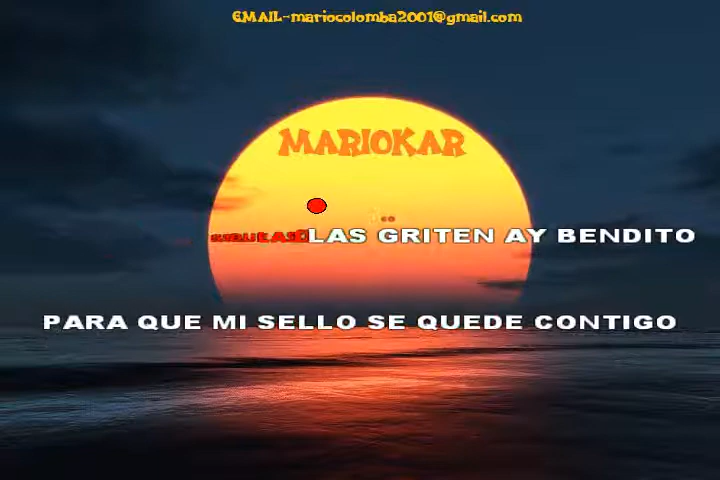 EMAIL-mariocolomba2001@gmail.com
MARIOKAR
LAS GRITEN AY BENDITO
PARA QUE MI SELLO SE QUEDE CONTIGO